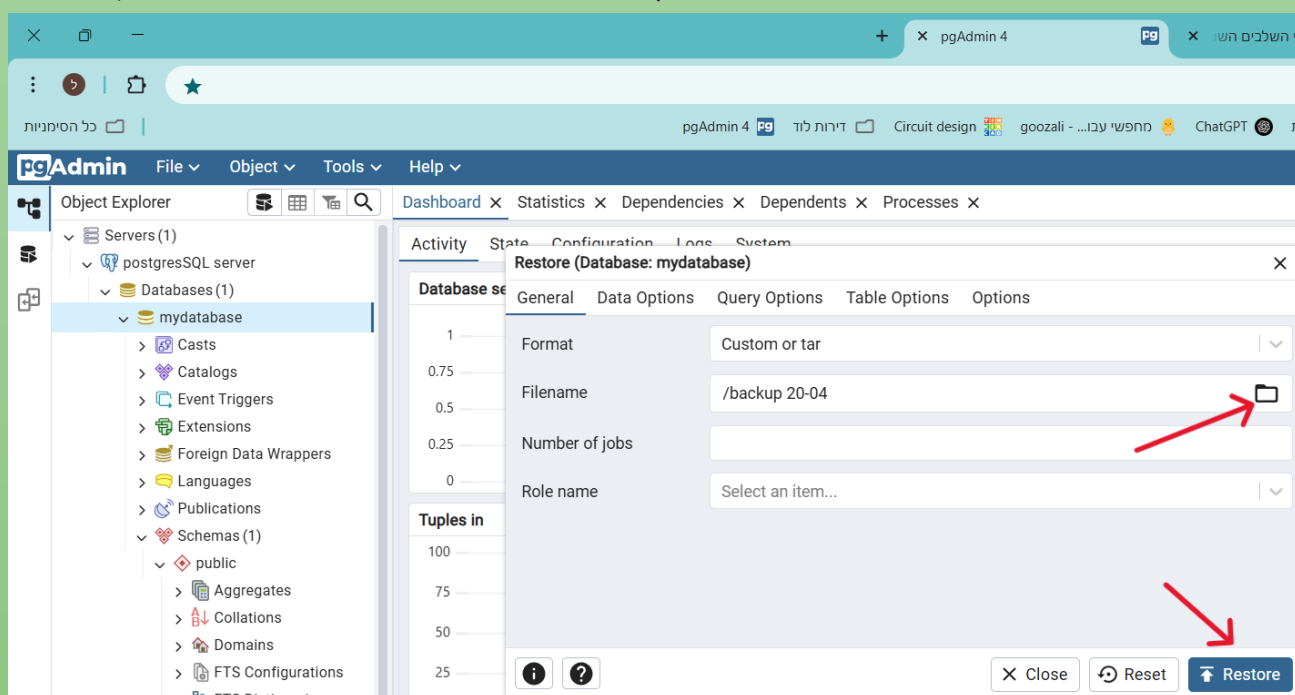 pgAdmin 4
השלבים
כל הסימניות
pgAdmin 4
דירות לוד
Circuit design
goozali - ...מחפשי עבו
ChatGPT
pgAdmin File Object Tools Help
Object Explorer
Dashboard Statistics Dependencies Dependents Processes
Servers (1)
postgresSQL server
Databases (1)
mydatabase
Casts
Catalogs
Event Triggers
Extensions
Foreign Data Wrappers
Languages
Publications
Schemas (1)
public
Aggregates
Collations
Domains
FTS Configurations
Activity State Configuration Logs System
Database se
1
0.75
0.5
0.25
0
Tuples in
100
75
50
25
Restore (Database: mydatabase)
General Data Options Query Options Table Options Options
Format Custom or tar
Filename /backup 20-04
Number of jobs
Role name Select an item...
Close Reset Restore